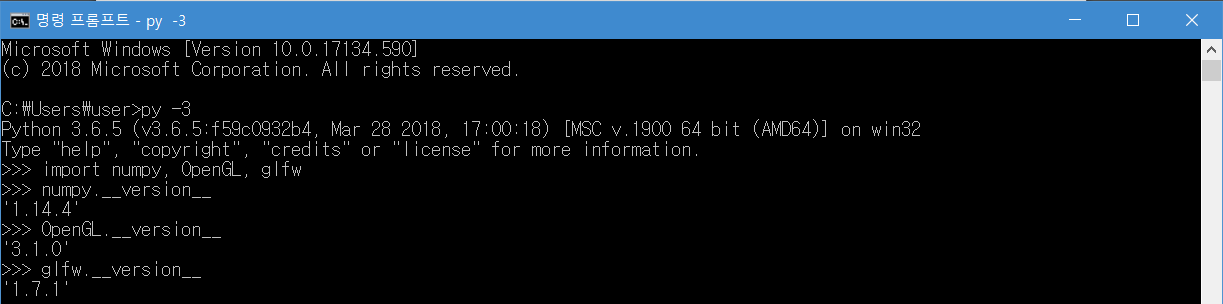 명령 프롬프트 - py  -3
Microsoft Windows [Version 10.0.17134.590]
(c) 2018 Microsoft Corporation. All rights reserved.
C:₩Users₩user>py -3
Python 3.6.5 (v3.6.5:f59c0932b4, Mar 28 2018, 17:00:18) [MSC v.1900 64 bit (AMD64)] on win32
Type "help", "copyright", "credits" or "license" for more information.
>>> import numpy, OpenGL, glfw
>>> numpy.__version__
'1.14.4'
>>> OpenGL.__version__
'3.1.0'
>>> glfw.__version__
'1.7.1'